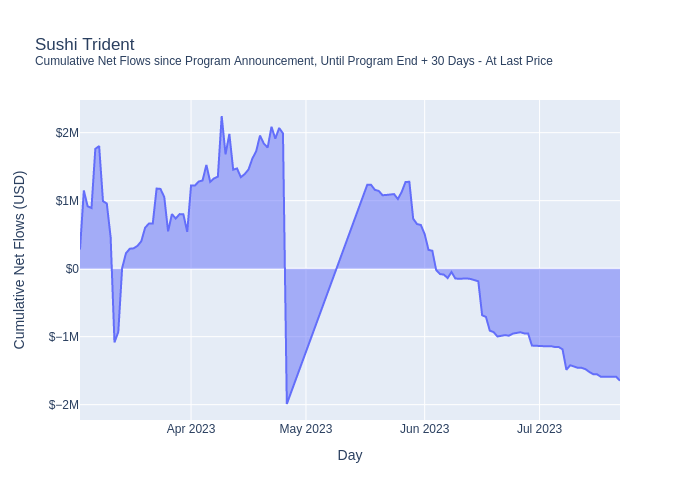 Sushi Trident
Cumulative Net Flows since Program Announcement, Until Program End + 30 Days - At Last Price
Cumulative Net Flows (USD)
$2M
$1M
$0
$−1M
$−2M
Apr 2023
May 2023
Jun 2023
Jul 2023
Day